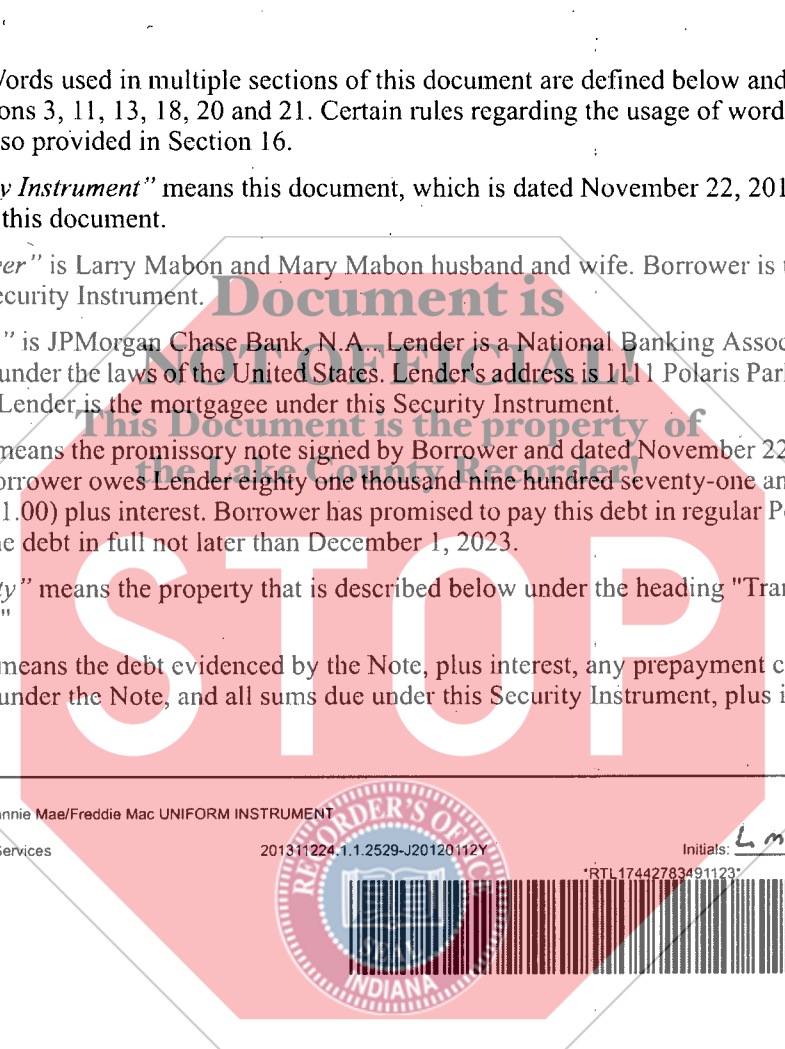 Words used in multiple sections of this document are defined below and
ons 3, 11, 13, 18, 20 and 21. Certain rules regarding the usage of word
so provided in Section 16.
y Instrument" means this document, which is dated November 22, 201
this document.
er" is Larry Mabon and Mary Mabon husband and wife. Borrower is t
ecurity Instrument.
Document is
" is JPMorgan Chase Bank, N.A.. Lender is a National Banking Assoc
NOT OFFICIAL!
under the laws of the United States. Lender's address is 1111 Polaris Par
Lender is the mortgagee under this Security Instrument.
This Document is the property of
means the promissory note signed by Borrower and dated November 22
the Lake County Recorder!
orrower owes Lender eighty one thousand nine hundred seventy-one an
1.00) plus interest. Borrower has promised to pay this debt in regular P
e debt in full not later than December 1, 2023.
ty" means the property that is described below under the heading "Tran
"
STOP
means the debt evidenced by the Note, plus interest, any prepayment c
under the Note, and all sums due under this Security Instrument, plus i
nnie Mae/Freddie Mac UNIFORM INSTRUMENT
ervices 201311224.1.1.2529-J20120112Y Initials: L m
*RTL17442783491123*
RECORDER'S OFFICE
SEAL
INDIANA